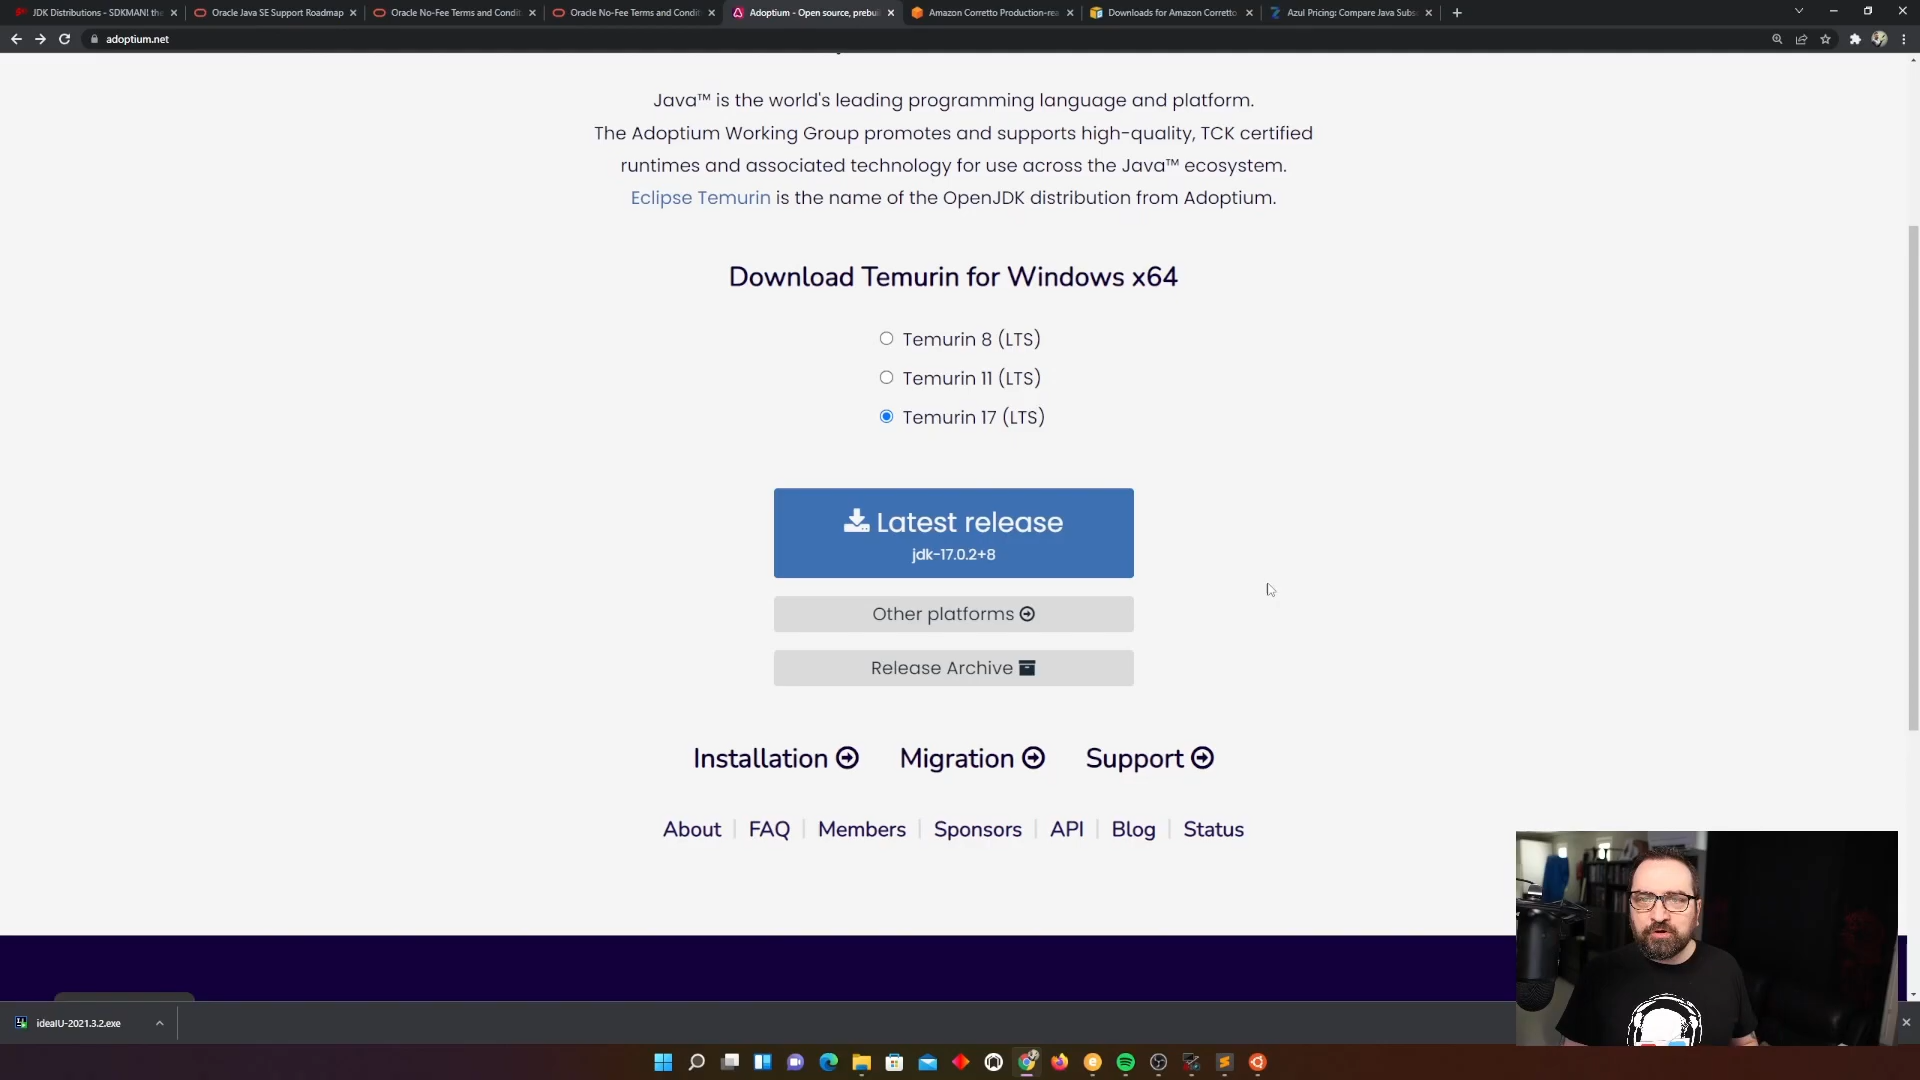 JDK Distributions - SDKMAN! the
Oracle Java SE Support Roadmap
Oracle No-Fee Terms and Condit
Oracle No-Fee Terms and Condit
Adoptium - Open source, prebui
Amazon Corretto Production-rea
Downloads for Amazon Corretto
Azul Pricing: Compare Java Subs
adoptium.net
Java™ is the world's leading programming language and platform.
The Adoptium Working Group promotes and supports high-quality, TCK certified
runtimes and associated technology for use across the Java™ ecosystem.
Eclipse Temurin is the name of the OpenJDK distribution from Adoptium.
Download Temurin for Windows x64
Temurin 8 (LTS)
Temurin 11 (LTS)
Temurin 17 (LTS)
Latest release
jdk-17.0.2+8
Other platforms
Release Archive
Installation Migration Support
About | FAQ | Members | Sponsors | API | Blog | Status
ideaIU-2021.3.2.exe